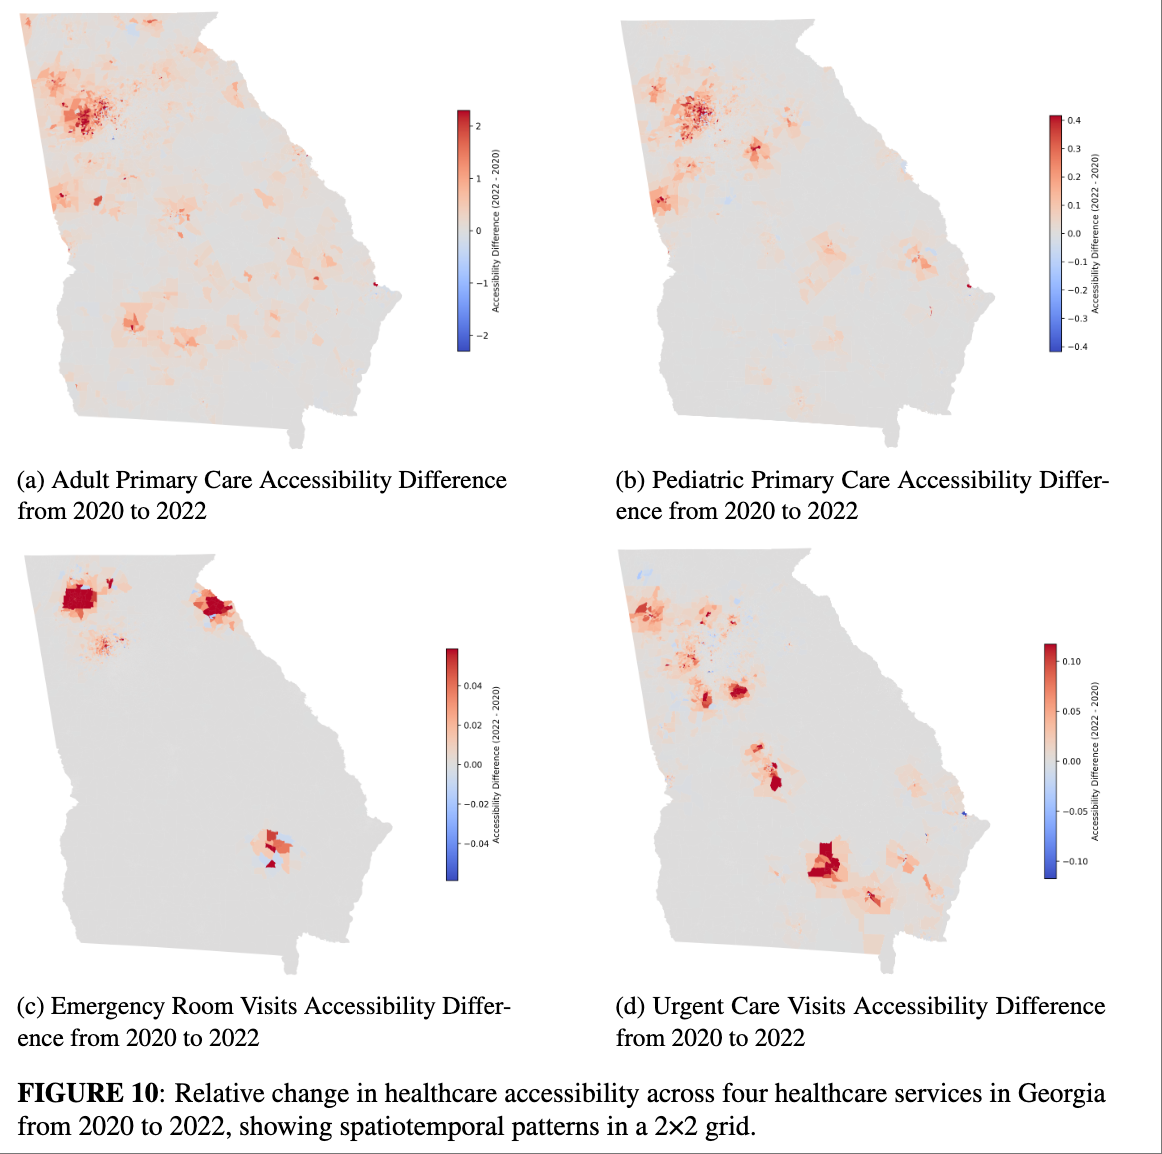 2
1
0
−1
−2
Accessibility Difference (2022 - 2020)
0.4
0.3
0.2
0.1
0.0
−0.1
−0.2
−0.3
−0.4
Accessibility Difference (2022 - 2020)
(a) Adult Primary Care Accessibility Difference
from 2020 to 2022
(b) Pediatric Primary Care Accessibility Differ-
ence from 2020 to 2022
0.04
0.02
0.00
−0.02
−0.04
Accessibility Difference (2022 - 2020)
0.10
0.05
0.00
−0.05
−0.10
Accessibility Difference (2022 - 2020)
(c) Emergency Room Visits Accessibility Differ-
ence from 2020 to 2022
(d) Urgent Care Visits Accessibility Difference
from 2020 to 2022
FIGURE 10: Relative change in healthcare accessibility across four healthcare services in Georgia
from 2020 to 2022, showing spatiotemporal patterns in a 2×2 grid.